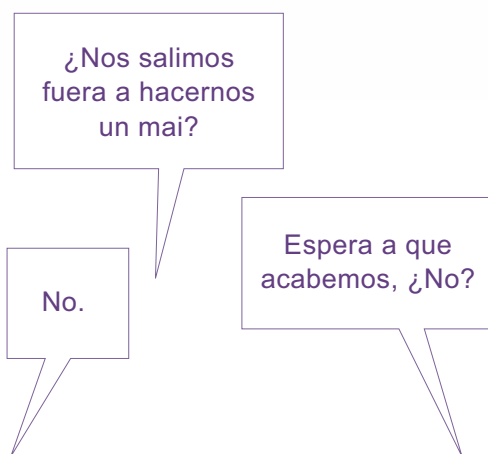 ¿Nos salimos
fuera a hacernos
un mai?
No.
Espera a que
acabemos, ¿No?